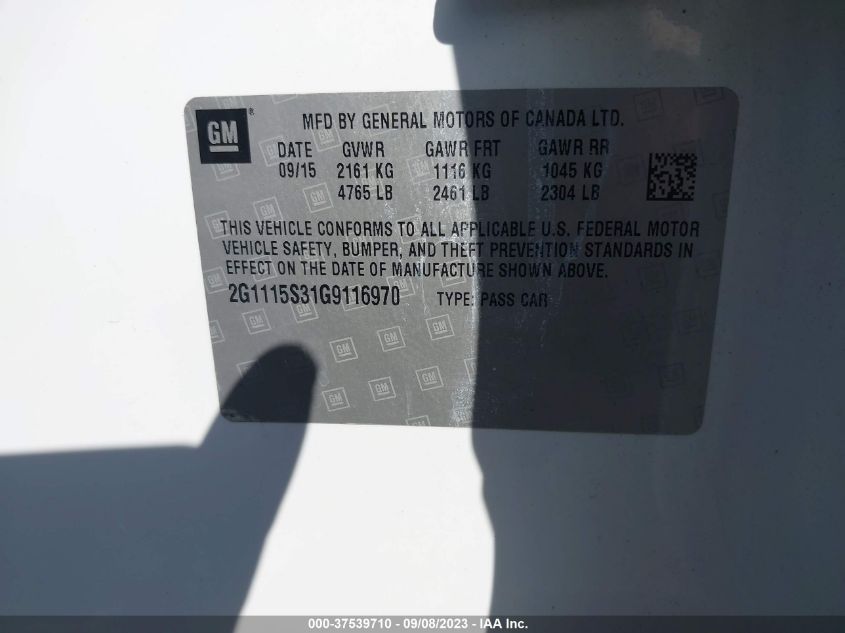 GM®
MFD BY GENERAL MOTORS OF CANADA LTD.
DATE GVWR GAWR FRT GAWR RR
09/15 2161 KG 1116 KG 1045 KG
4765 LB 2461 LB 2304 LB
THIS VEHICLE CONFORMS TO ALL APPLICABLE U.S. FEDERAL MOTOR
VEHICLE SAFETY, BUMPER, AND THEFT PREVENTION STANDARDS IN
EFFECT ON THE DATE OF MANUFACTURE SHOWN ABOVE.
2G1115S31G9116970 TYPE: PASS CAR
000-37539710 - 09/08/2023 - IAA Inc.